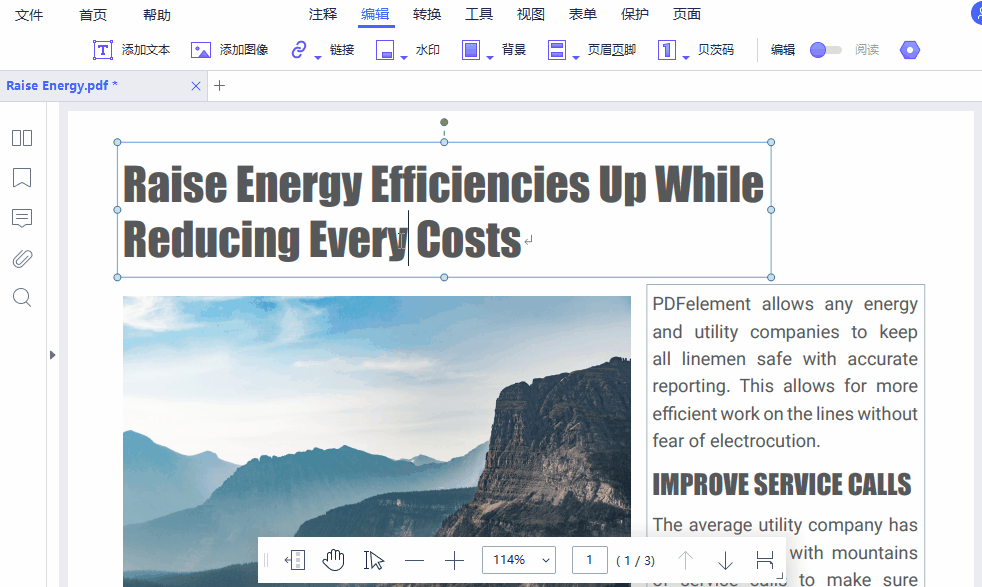 文件 首页 帮助 注释 编辑 转换 工具 视图 表单 保护 页面
添加文本 添加图像 链接 水印 背景 页眉页脚 贝茨码 编辑 阅读
Raise Energy.pdf *
Raise Energy Efficiencies Up While
Reducing Every Costs
PDFelement allows any energy
and utility companies to keep
all linemen safe with accurate
reporting. This allows for more
efficient work on the lines without
fear of electrocution.
IMPROVE SERVICE CALLS
The average utility company has
with mountains
of service calls to make sure
114% 1 ( 1 / 3 )